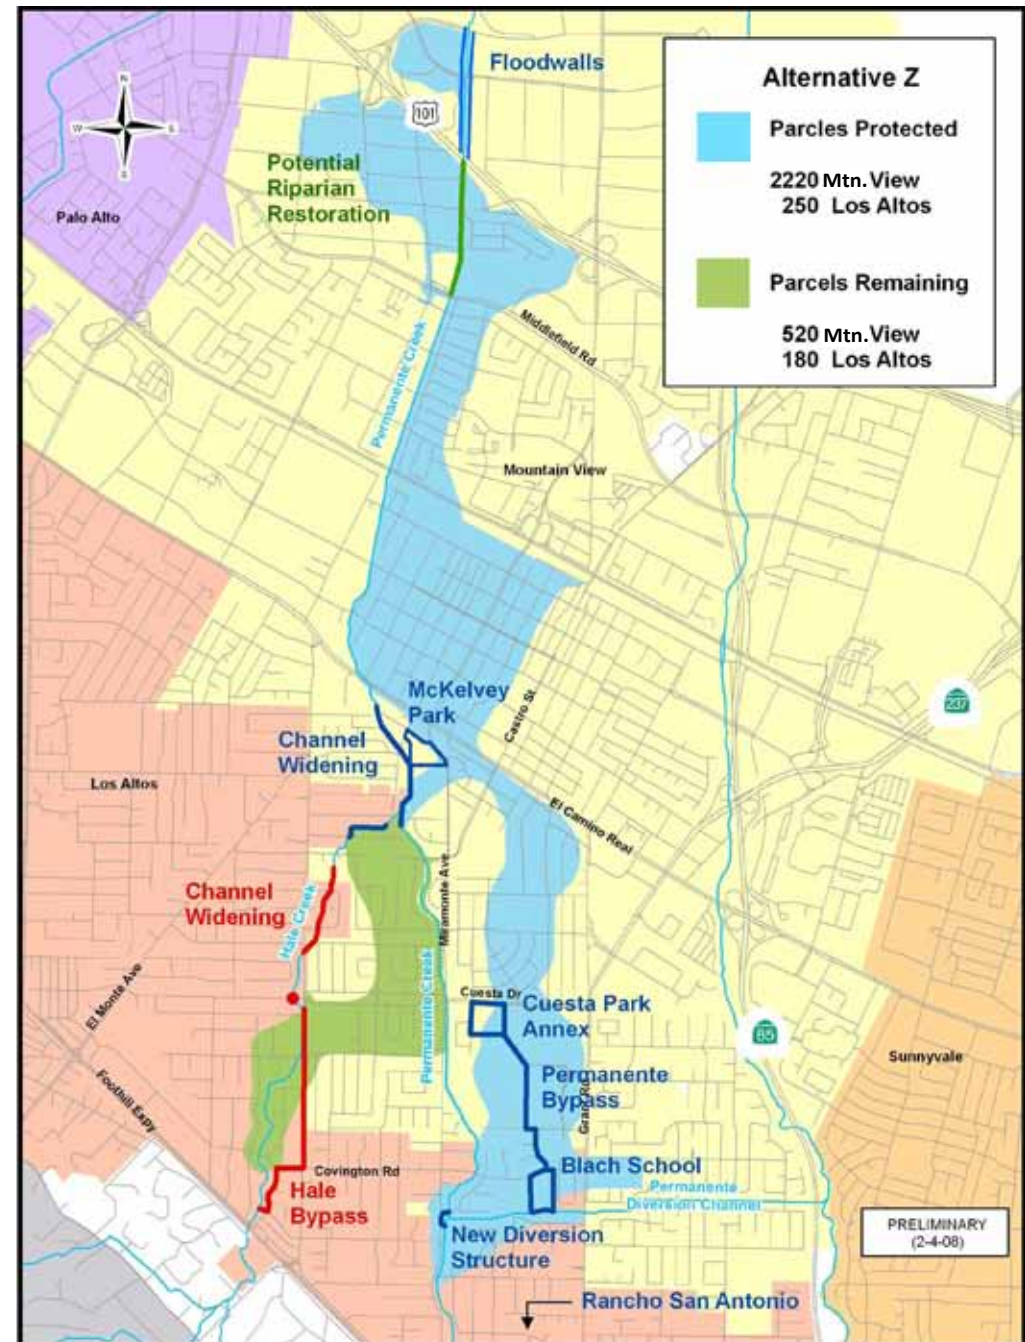 N
W
E
S
Floodwalls
101
Potential
Riparian
Restoration
Palo Alto
Alternative Z
Parcles Protected
2220 Mtn. View
250 Los Altos
Parcels Remaining
520 Mtn. View
180 Los Altos
Middlefield Rd
Permanente Creek
Mountain View
McKelvey
Park
Castro St
237
Channel
Widening
Los Altos
El Camino Real
Miramonte Ave
Channel
Widening
Hale Creek
El Monte Ave
Permanente Creek
Cuesta Dr
Cuesta Park
Annex
85
Sunnyvale
Foothill Expy
Permanente
Bypass
Grant Rd
Blach School
Covington Rd
Permanente
Diversion Channel
Hale
Bypass
New Diversion
Structure
PRELIMINARY
(2-4-08)
Rancho San Antonio